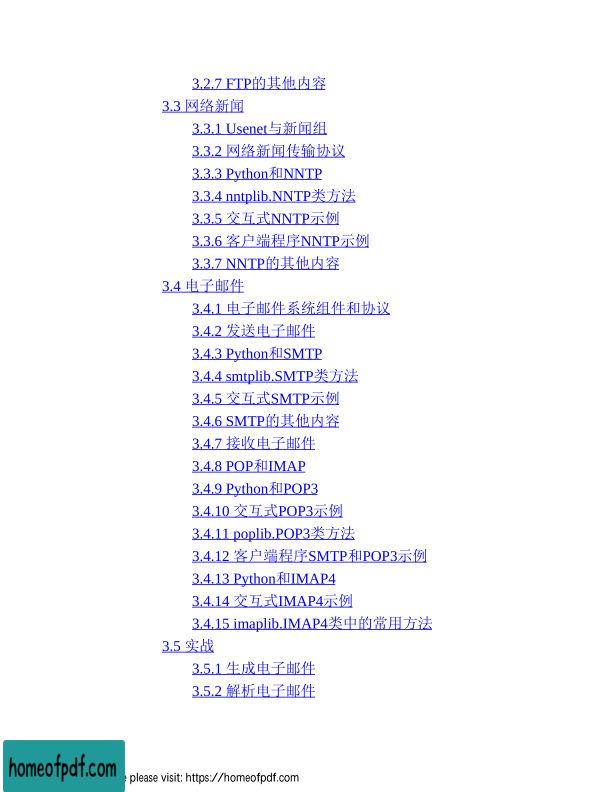 3.2.7 FTP的其他内容
3.3 网络新闻
3.3.1 Usenet与新闻组
3.3.2 网络新闻传输协议
3.3.3 Python和NNTP
3.3.4 nntplib.NNTP类方法
3.3.5 交互式NNTP示例
3.3.6 客户端程序NNTP示例
3.3.7 NNTP的其他内容
3.4 电子邮件
3.4.1 电子邮件系统组件和协议
3.4.2 发送电子邮件
3.4.3 Python和SMTP
3.4.4 smtplib.SMTP类方法
3.4.5 交互式SMTP示例
3.4.6 SMTP的其他内容
3.4.7 接收电子邮件
3.4.8 POP和IMAP
3.4.9 Python和POP3
3.4.10 交互式POP3示例
3.4.11 poplib.POP3类方法
3.4.12 客户端程序SMTP和POP3示例
3.4.13 Python和IMAP4
3.4.14 交互式IMAP4示例
3.4.15 imaplib.IMAP4类中的常用方法
3.5 实战
3.5.1 生成电子邮件
3.5.2 解析电子邮件
homeofpdf.com please visit: https://homeofpdf.com